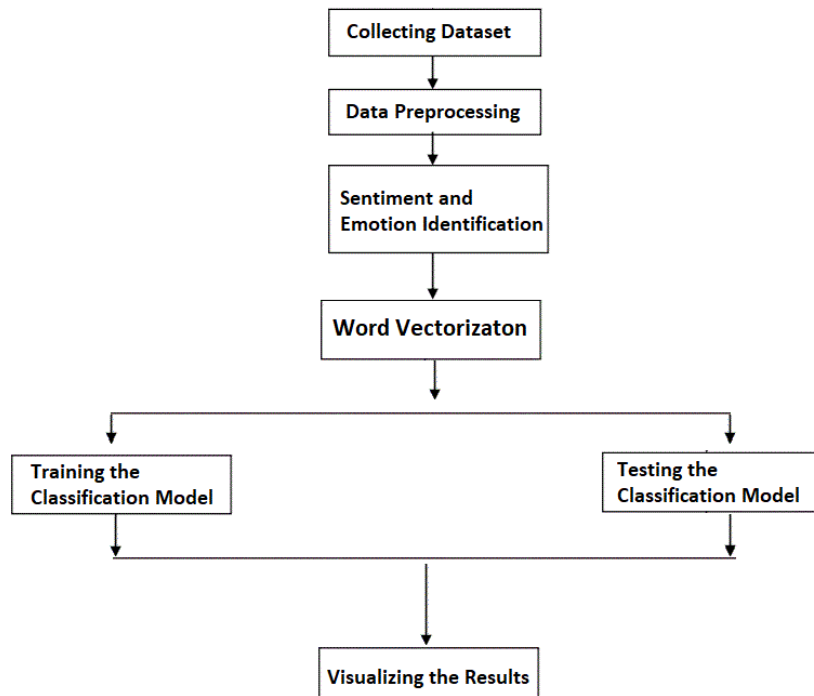 Collecting Dataset
Data Preprocessing
Sentiment and
Emotion Identification
Word Vectorizaton
Training the
Classification Model
Testing the
Classification Model
Visualizing the Results